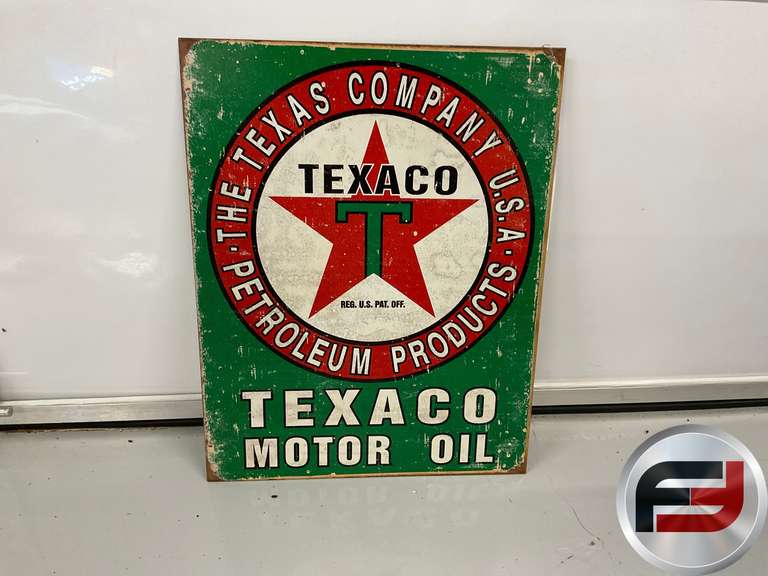 THE TEXAS COMPANY U.S.A.
PETROLEUM PRODUCTS
TEXACO
T
REG. U.S. PAT. OFF.
TEXACO
MOTOR OIL